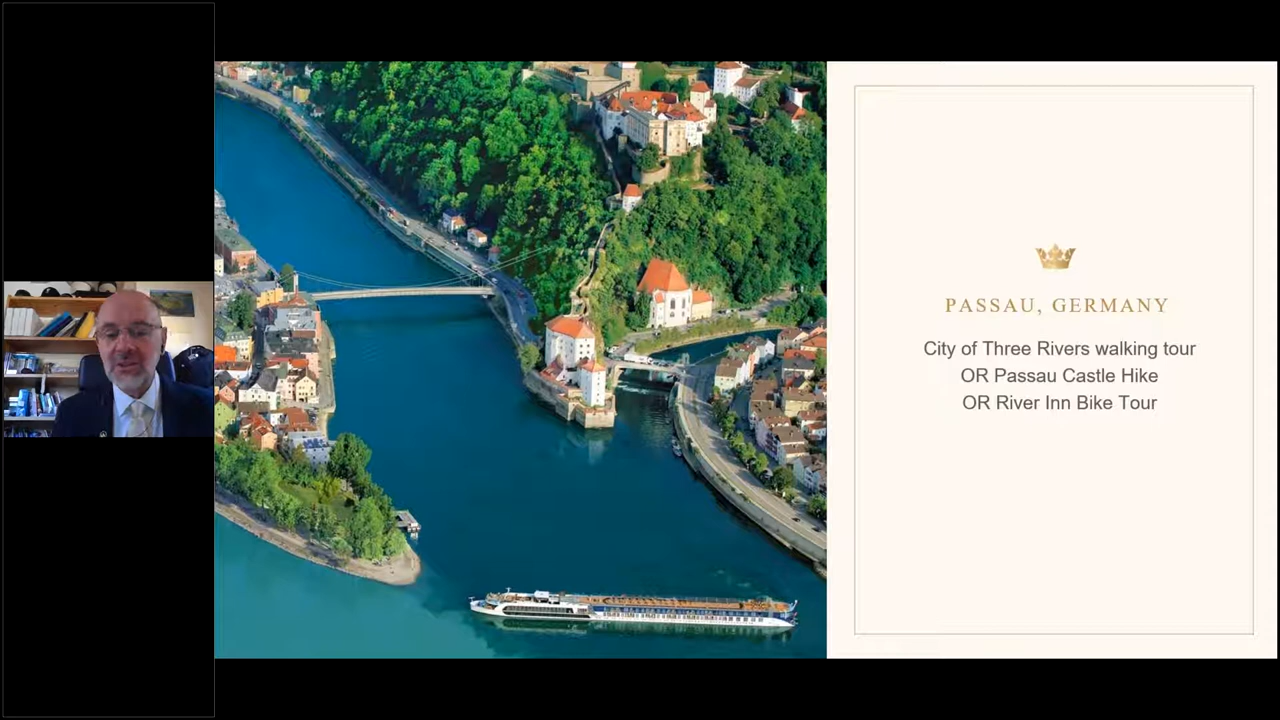 PASSAU, GERMANY
City of Three Rivers walking tour
OR Passau Castle Hike
OR River Inn Bike Tour